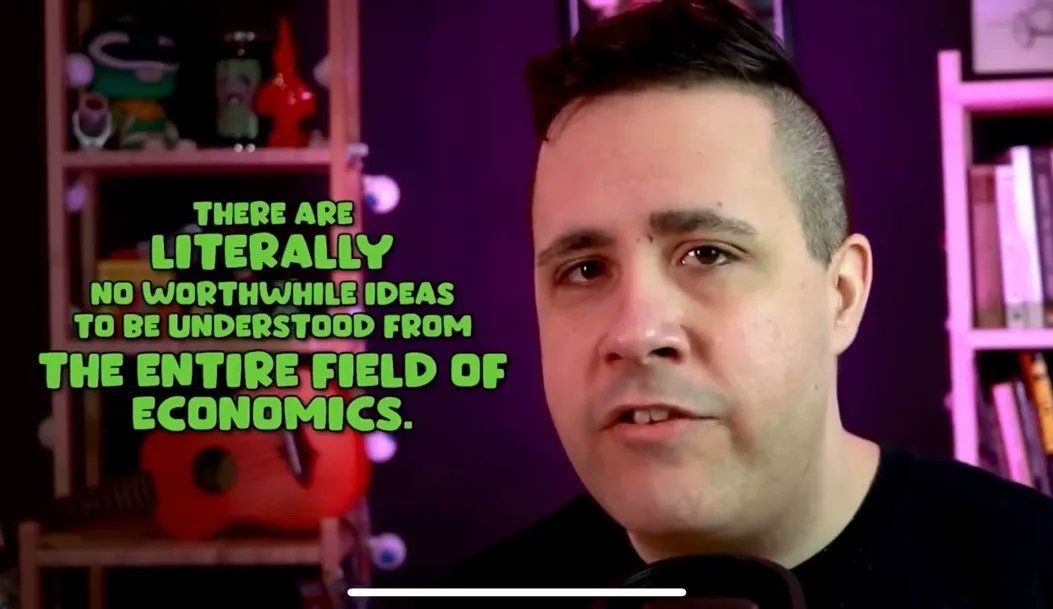 THERE ARE
LITERALLY
NO WORTHWHILE IDEAS
TO BE UNDERSTOOD FROM
THE ENTIRE FIELD OF
ECONOMICS.